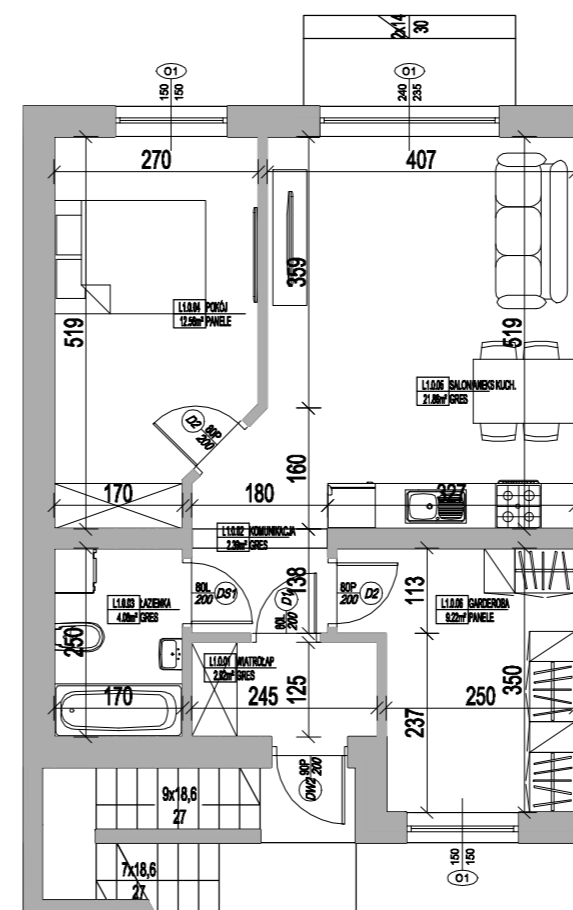 2x14
30
O1
150
150
O1
240
235
270
407
359
519
519
L1.0.04 POKÓJ
12.56m² PANELE
L1.0.05 SALON/ANEKS KUCH.
21.86m² GRES
D2
80P
200
160
170
180
327
L1.0.02 KOMUNIKACJA
2.39m² GRES
138
113
80L
200
DS1
D1
80L
200
80P
200
D2
L1.0.03 ŁAZIENKA
4.08m² GRES
L1.0.06 GARDEROBA
9.22m² PANELE
250
L1.0.01 WIATROŁAP
2.92m² GRES
350
170
245
125
250
237
9x18,6
27
DW2
90P
200
7x18,6
27
150
150
O1